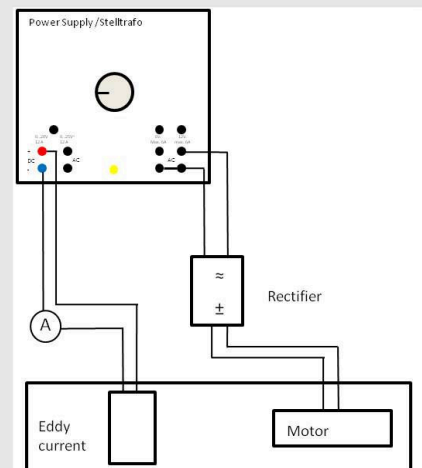 Power Supply/Stelltrafo
+
DC
-
AC
AC
A
≈
±
Rectifier
Eddy
current
Motor